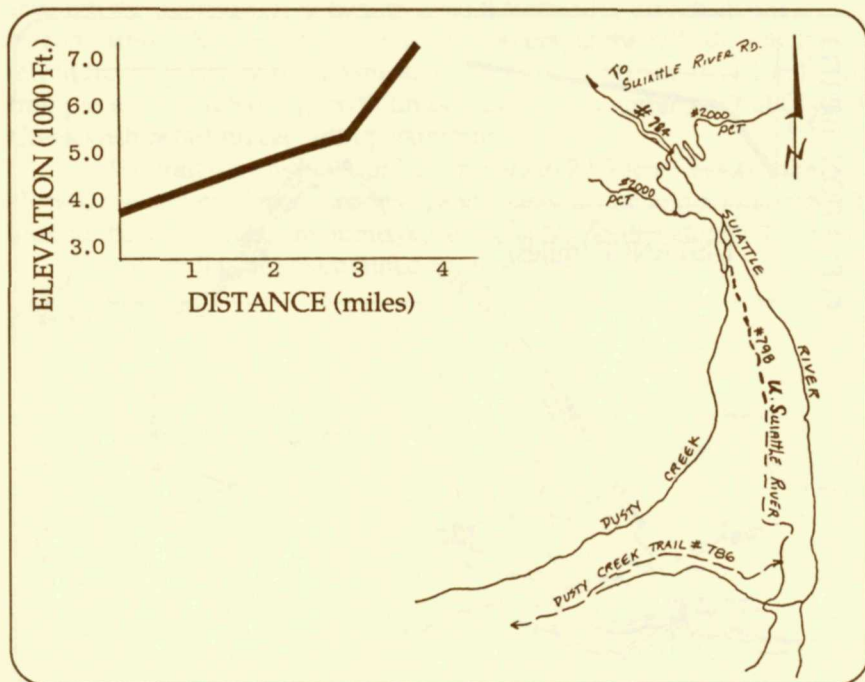 ELEVATION (1000 Ft.)
7.0
6.0
5.0
4.0
3.0
1 2 3 4
DISTANCE (miles)
TO
SUIATTLE RIVER RD.
# 784
#2000
PCT
N
#2000
PCT
SUIATTLE
RIVER
#798 U. SUIATTLE RIVER
DUSTY CREEK
DUSTY CREEK TRAIL # 786